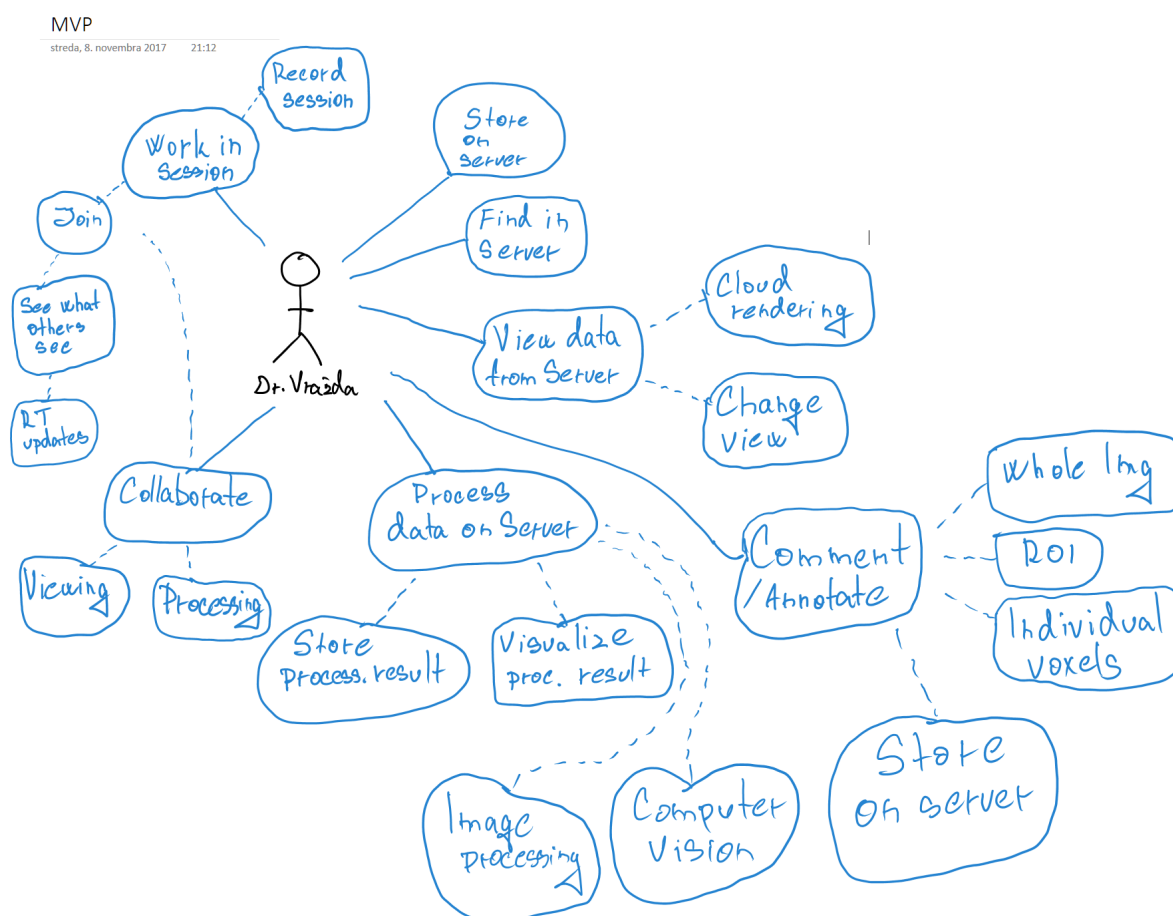 MVP
streda, 8. novembra 2017 21:12
Record
session
Work in
session
Store
on
server
Join
Find in
Server
See what
others
see
Cloud
rendering
View data
from Server
Dr. Vražda
Change
view
RT
updates
Collaborate
Process
data on Server
Whole Img
Comment
/Annotate
ROI
Viewing
Processing
Individual
voxels
Store
process. result
Visualize
proc. result
Store
on server
Image
processing
Computer
Vision